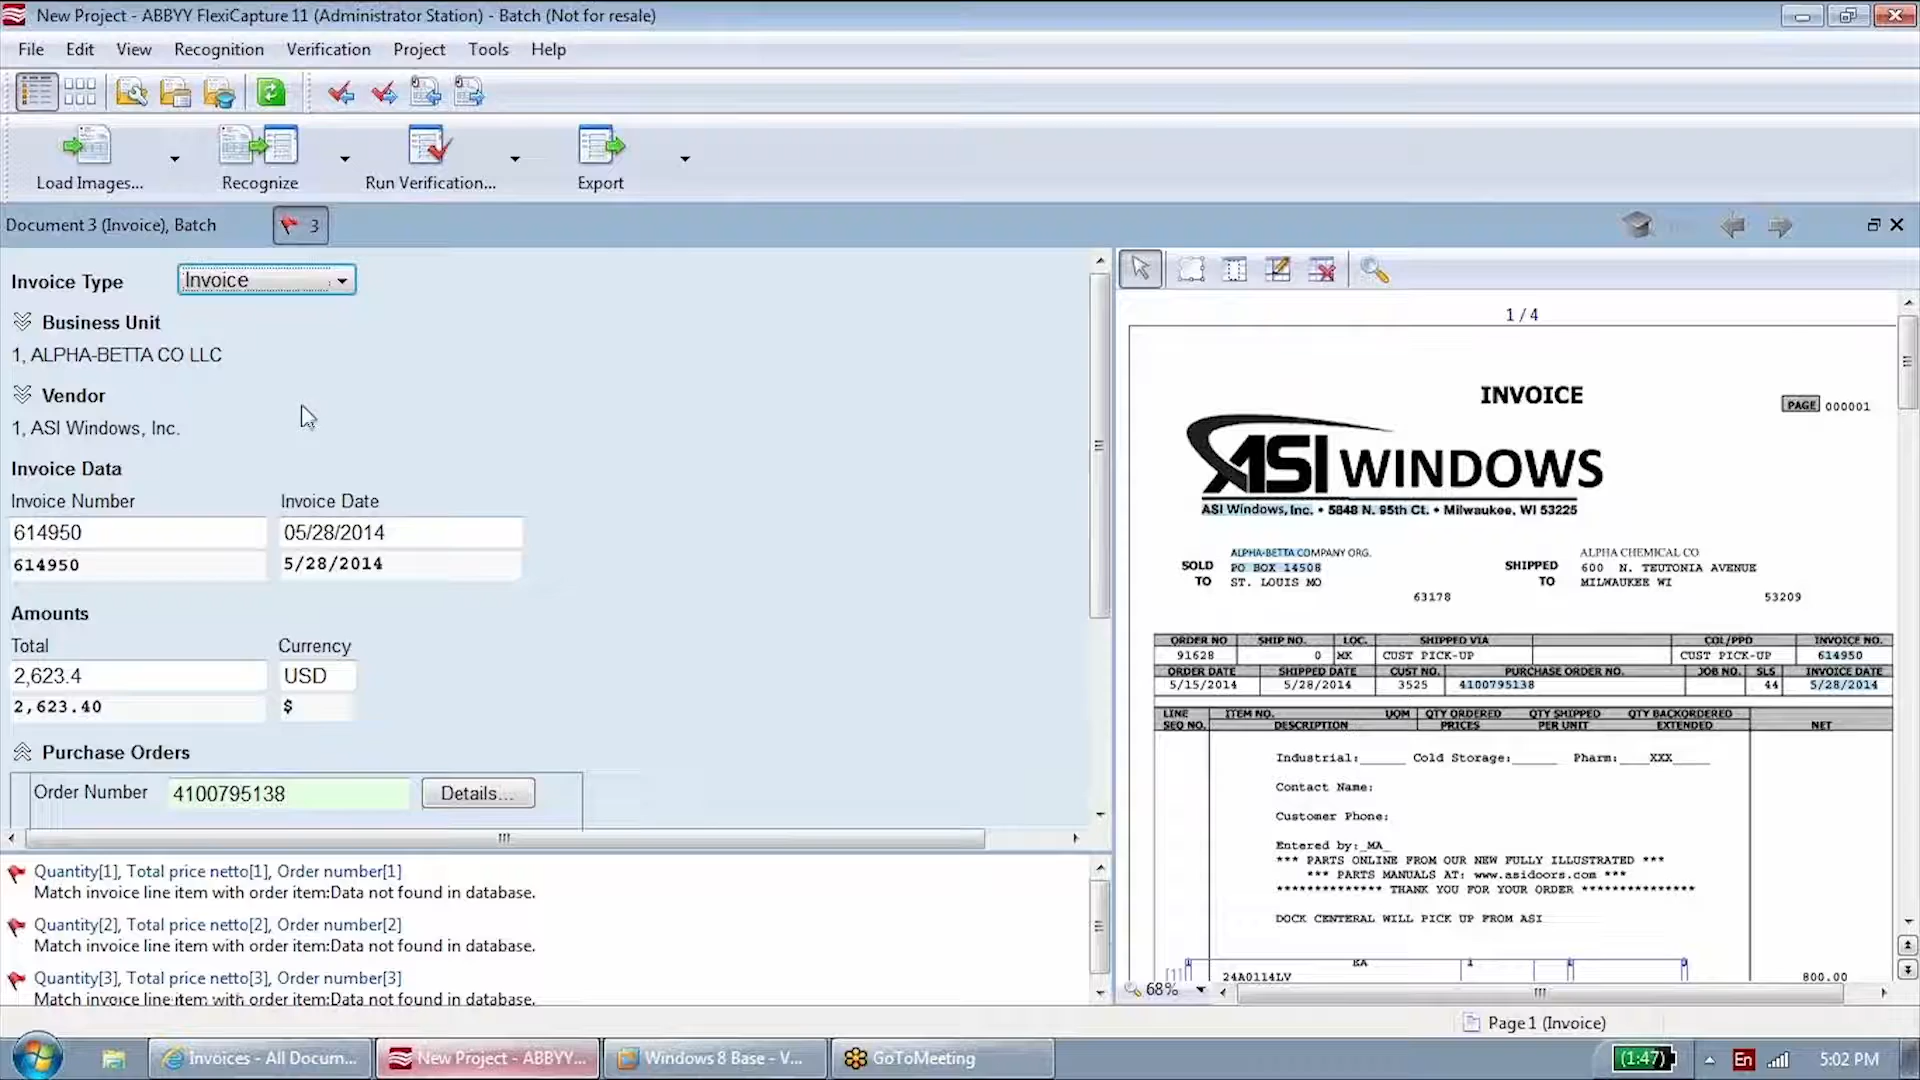 New Project - ABBYY FlexiCapture 11 (Administrator Station) - Batch (Not for resale)
File Edit View Recognition Verification Project Tools Help
Load Images... Recognize Run Verification... Export
Document 3 (Invoice), Batch 3
Invoice Type Invoice
Business Unit
1, ALPHA-BETTA CO LLC
Vendor
1, ASI Windows, Inc.
Invoice Data
Invoice Number Invoice Date
614950 05/28/2014
614950 5/28/2014
Amounts
Total Currency
2,623.4 USD
2,623.40 $
Purchase Orders
Order Number 4100795138 Details...
Quantity[1], Total price netto[1], Order number[1]
Match invoice line item with order item:Data not found in database.
Quantity[2], Total price netto[2], Order number[2]
Match invoice line item with order item:Data not found in database.
Quantity[3], Total price netto[3], Order number[3]
Match invoice line item with order item:Data not found in database.
1 / 4
INVOICE
PAGE 000001
ASI WINDOWS
ASI Windows, Inc. • 5848 N. 95th Ct. • Milwaukee, WI 53225
ALPHA-BETTA COMPANY ORG. ALPHA CHEMICAL CO
SOLD PO BOX 14508 SHIPPED 600 N. TEUTONIA AVENUE
TO ST. LOUIS MO TO MILWAUKEE WI
63178 53209
ORDER NO SHIP NO. LOC. SHIPPED VIA COL/PPD INVOICE NO.
91628 0 MK CUST PICK-UP CUST PICK-UP 614950
ORDER DATE SHIPPED DATE CUST NO. PURCHASE ORDER NO. JOB NO. SLS INVOICE DATE
5/15/2014 5/28/2014 3525 4100795138 44 5/28/2014
LINE ITEM NO. UOM QTY ORDERED QTY SHIPPED QTY BACKORDERED
SEQ NO. DESCRIPTION PRICES PER UNIT EXTENDED NET
Industrial:______ Cold Storage:______ Pharm:____XXX_____
Contact Name:
Customer Phone:
Entered by:_MA_
*** PARTS ONLINE FROM OUR NEW FULLY ILLUSTRATED ***
*** PARTS MANUALS AT: www.asidoors.com ***
************** THANK YOU FOR YOUR ORDER ***************
DOCK CENTERAL WILL PICK UP FROM ASI
EA 1
[1] 24A0114LV 800.00
68%
Page 1 (Invoice)
Invoices - All Docum... New Project - ABBYY... Windows 8 Base - V... GoToMeeting (1:47) En 5:02 PM